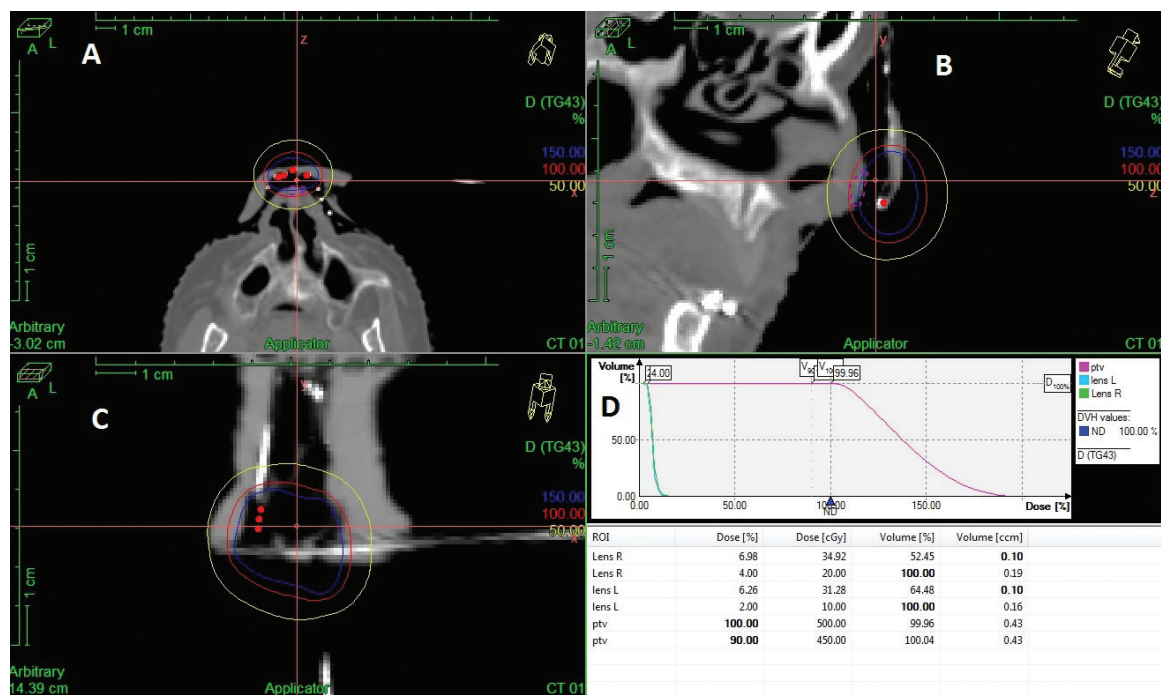 A
1 cm
A L
z
D (TG43)
%
150.00
100.00
50.00
x
1 cm
Arbitrary
-3.02 cm
Applicator
CT 01
B
1 cm
A L
y
D (TG43)
%
150.00
100.00
50.00
z
1 cm
Arbitrary
-1.42 cm
Applicator
CT 01
C
1 cm
A
y
D (TG43)
%
150.00
100.00
50.00
x
1 cm
Arbitrary
14.39 cm
Applicator
CT 01
D
Volume
[%]
24.00
99.96
D100%
50.00
0.00
0.00
50.00
150.00
ND
Dose [%]
ptv
lens L
Lens R
DVH values:
ND 100.00 %
D (TG43)
ROI Dose [%] Dose [cGy] Volume [%] Volume [ccm]
Lens R 6.98 34.92 52.45 0.10
Lens R 4.00 20.00 100.00 0.19
lens L 6.26 31.28 64.48 0.10
lens L 2.00 10.00 100.00 0.16
ptv 100.00 500.00 99.96 0.43
ptv 90.00 450.00 100.04 0.43